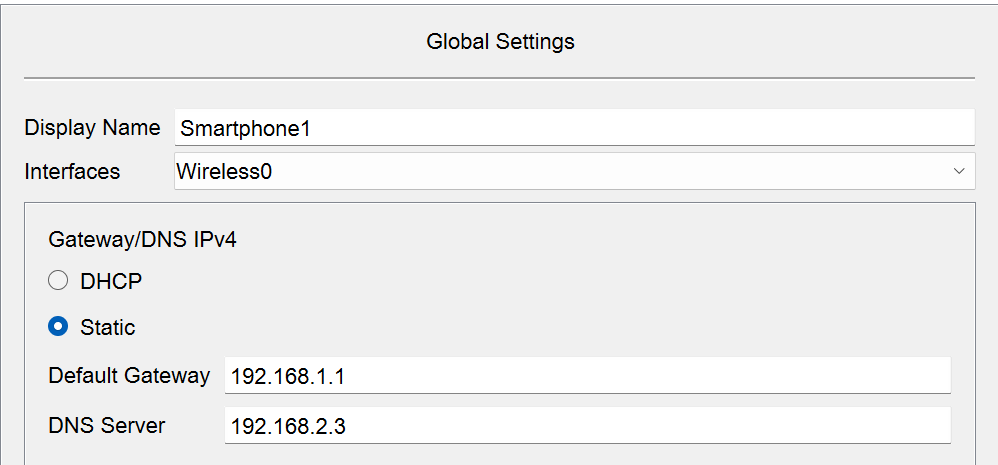 Global Settings
Display Name Smartphone1
Interfaces Wireless0
Gateway/DNS IPv4
DHCP
Static
Default Gateway 192.168.1.1
DNS Server 192.168.2.3